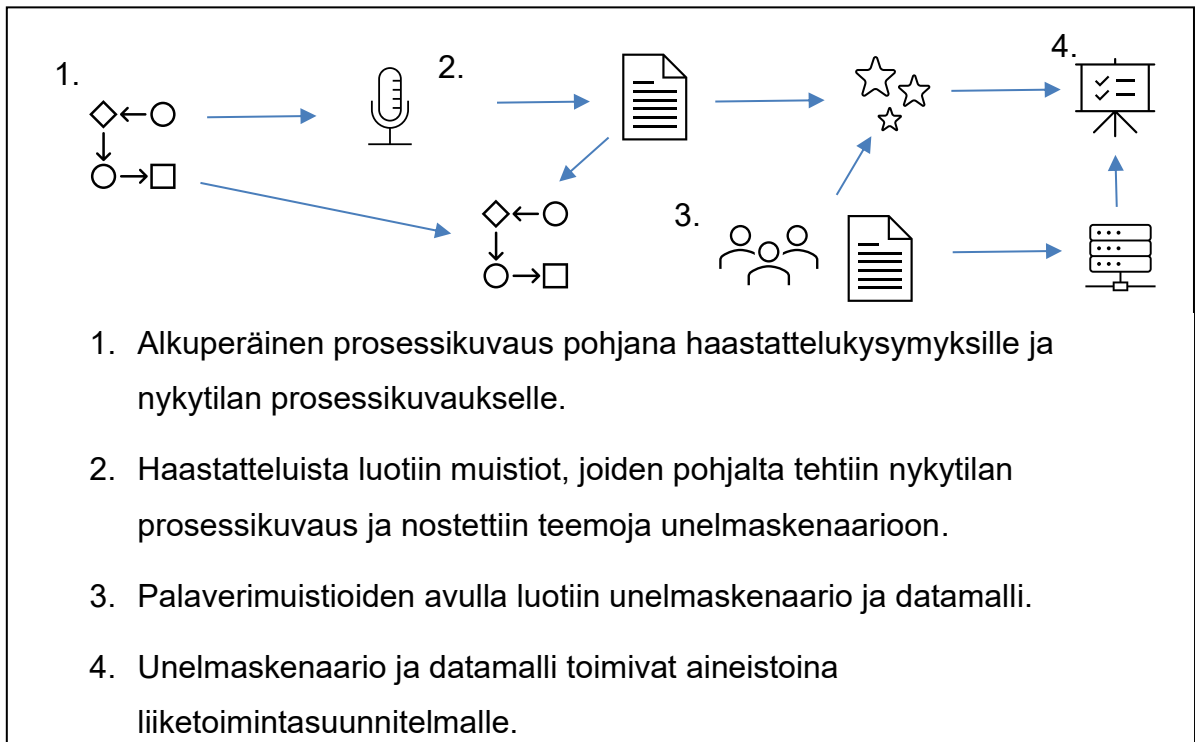 1.
2.
4.
3.
1. Alkuperäinen prosessikuvaus pohjana haastattelukysymyksille ja
nykytilan prosessikuvaukselle.
2. Haastatteluista luotiin muistiot, joiden pohjalta tehtiin nykytilan
prosessikuvaus ja nostettiin teemoja unelmaskenaarioon.
3. Palaverimuistioiden avulla luotiin unelmaskenaario ja datamalli.
4. Unelmaskenaario ja datamalli toimivat aineistoina
liiketoimintasuunnitelmalle.